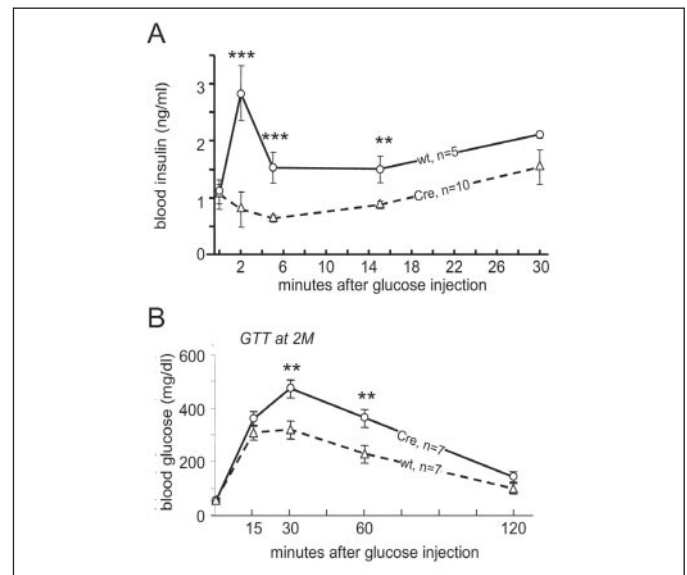 A
***
3
***
**
2
wt, n=5
1
Cre, n=10
0
blood insulin (ng/ml)
2 6 10 14 18 22 26 30
minutes after glucose injection
B
GTT at 2M
600
**
**
400
Cre, n=7
200
wt, n=7
0
blood glucose (mg/dl)
15 30 60 120
minutes after glucose injection